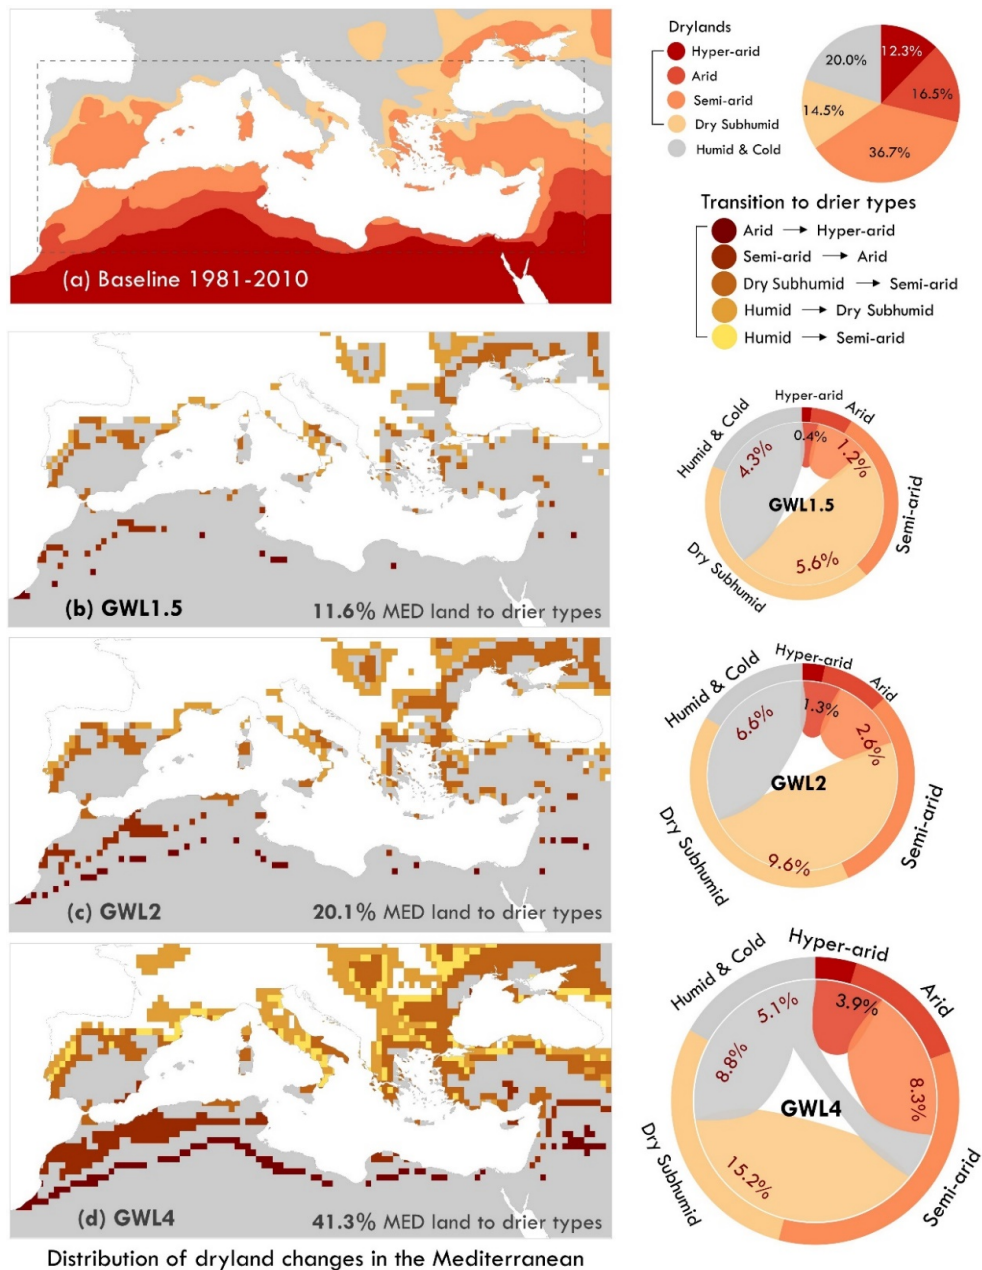 Drylands
Hyper-arid
Arid
Semi-arid
Dry Subhumid
Humid & Cold
12.3%
16.5%
36.7%
14.5%
20.0%
(a) Baseline 1981-2010
Transition to drier types
Arid → Hyper-arid
Semi-arid → Arid
Dry Subhumid → Semi-arid
Humid → Dry Subhumid
Humid → Semi-arid
(b) GWL1.5
11.6% MED land to drier types
Hyper-arid
Arid
Semi-arid
Dry Subhumid
Humid & Cold
0.4%
1.2%
4.3%
5.6%
GWL1.5
(c) GWL2
20.1% MED land to drier types
Hyper-arid
Arid
Semi-arid
Dry Subhumid
Humid & Cold
1.3%
2.6%
6.6%
9.6%
GWL2
(d) GWL4
41.3% MED land to drier types
Hyper-arid
Arid
Semi-arid
Dry Subhumid
Humid & Cold
3.9%
8.3%
5.1%
8.8%
15.2%
GWL4
Distribution of dryland changes in the Mediterranean